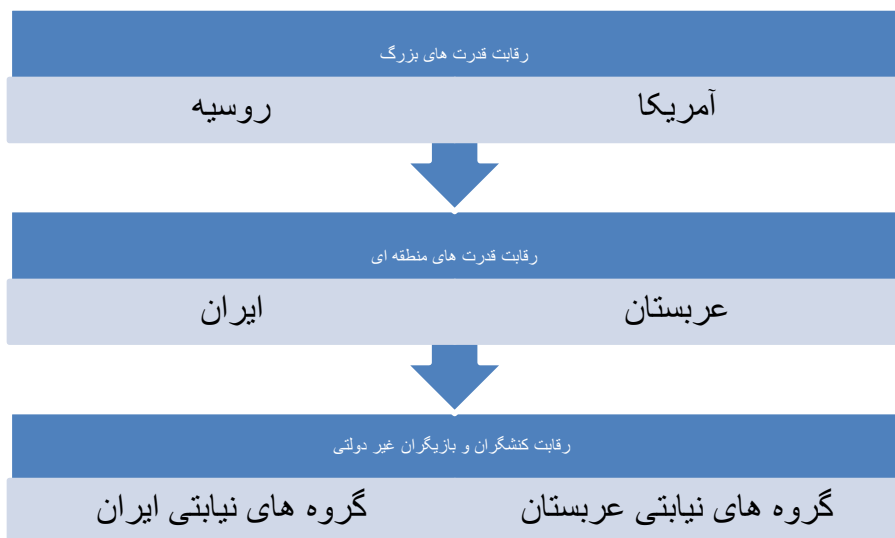 رقابت قدرت های بزرگ
آمریکا روسیه
رقابت قدرت های منطقه ای
عربستان ایران
رقابت کنشگران و بازیگران غیر دولتی
گروه های نیابتی عربستان گروه های نیابتی ایران